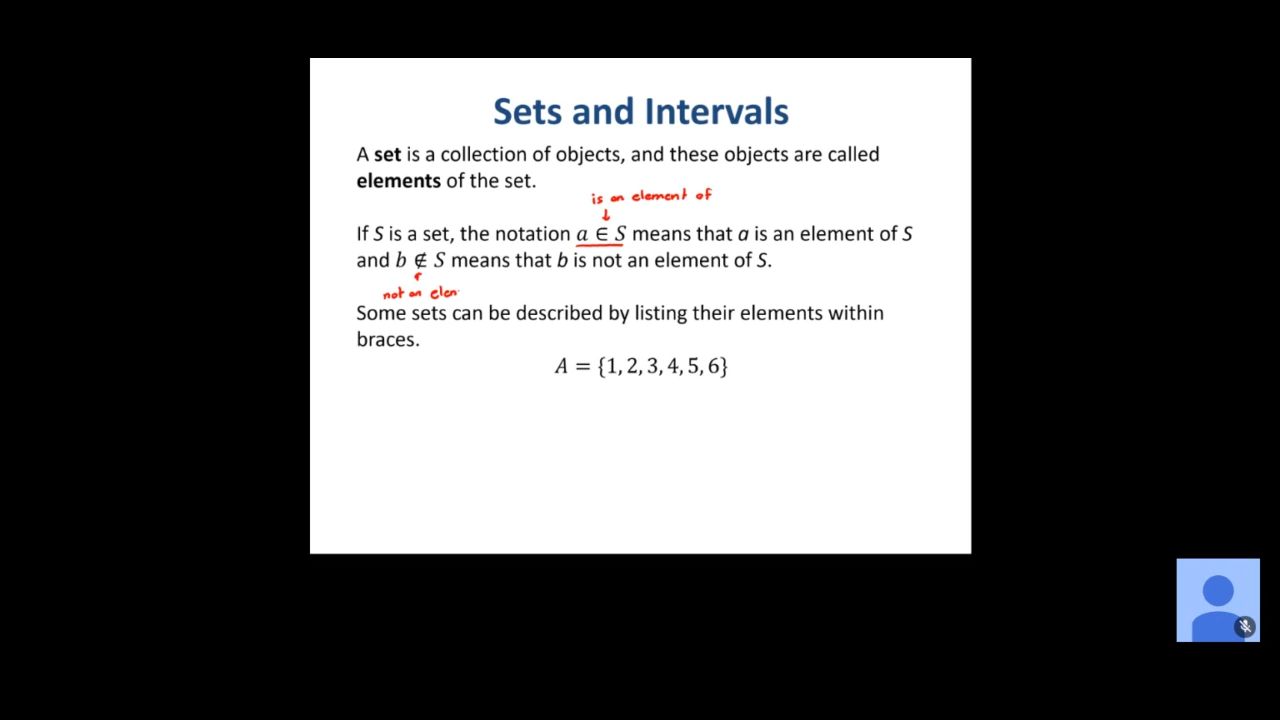 Sets and Intervals
A set is a collection of objects, and these objects are called
elements of the set.
is an element of
If S is a set, the notation a ∈ S means that a is an element of S
and b ∉ S means that b is not an element of S.
not an elem
Some sets can be described by listing their elements within
braces.
A = {1, 2, 3, 4, 5, 6}